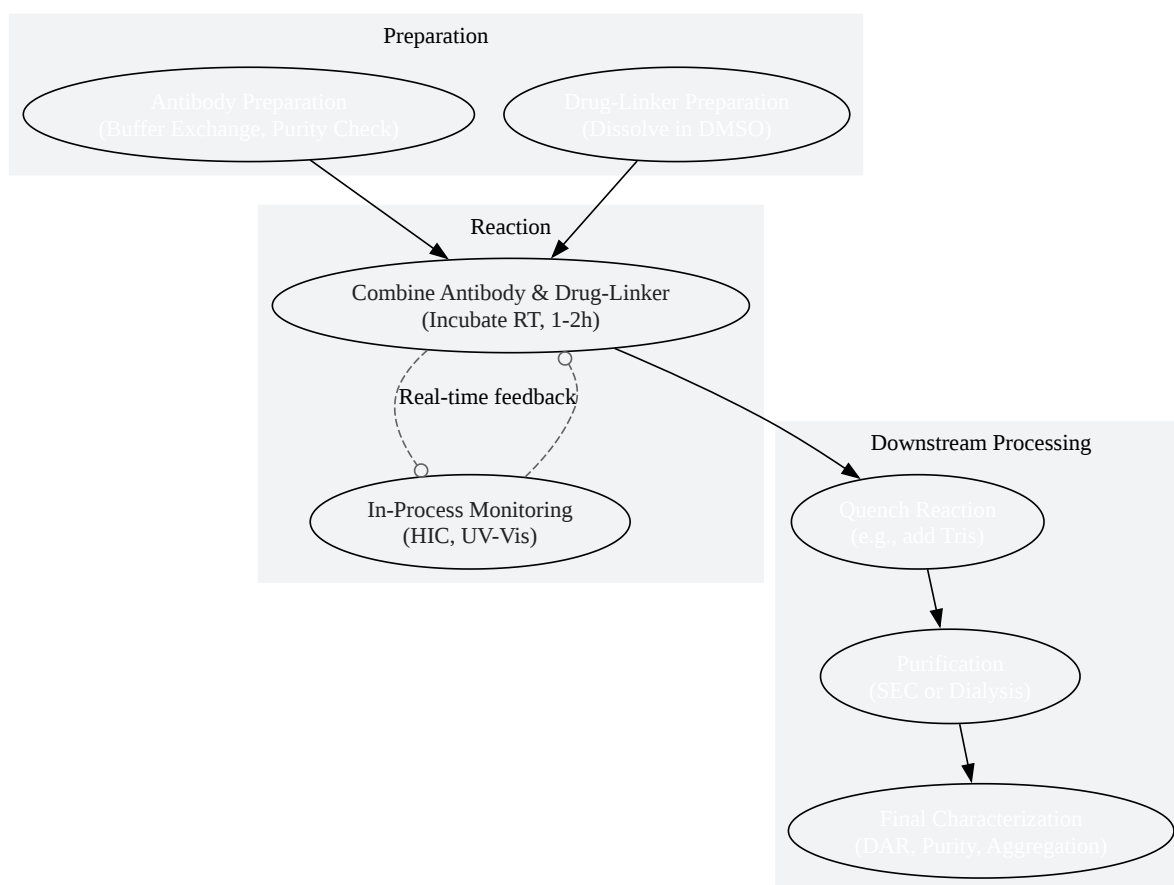 Preparation
Antibody Preparation
(Buffer Exchange, Purity Check)
Drug-Linker Preparation
(Dissolve in DMSO)
Reaction
Combine Antibody & Drug-Linker
(Incubate RT, 1-2h)
Real-time feedback
In-Process Monitoring
(HIC, UV-Vis)
Downstream Processing
Quench Reaction
(e.g., add Tris)
Purification
(SEC or Dialysis)
Final Characterization
(DAR, Purity, Aggregation)